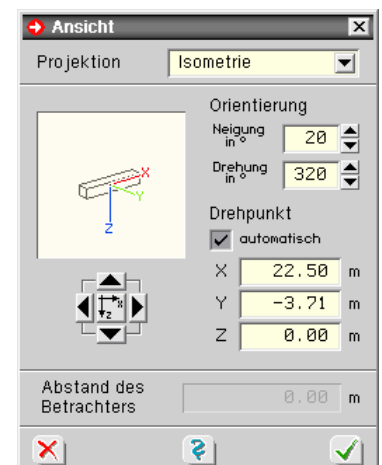 Ansicht
Projektion Isometrie
Orientierung
Neigung in ° 20
Drehung in ° 320
X
Y
Z
Drehpunkt
automatisch
X 22.50 m
Y -3.71 m
Z 0.00 m
x
z
Abstand des
Betrachters 0.00 m